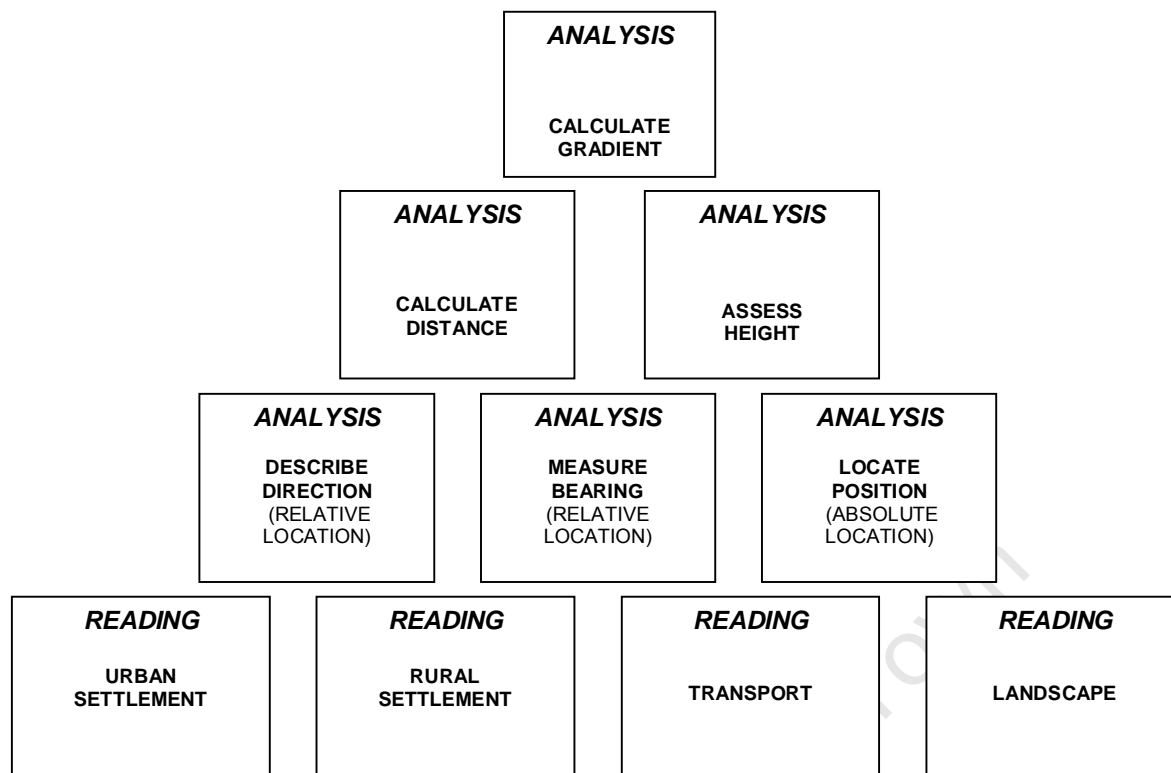 ANALYSIS
CALCULATE
GRADIENT
ANALYSIS
CALCULATE
DISTANCE
ANALYSIS
ASSESS
HEIGHT
ANALYSIS
DESCRIBE
DIRECTION
(RELATIVE
LOCATION)
ANALYSIS
MEASURE
BEARING
(RELATIVE
LOCATION)
ANALYSIS
LOCATE
POSITION
(ABSOLUTE
LOCATION)
READING
URBAN
SETTLEMENT
READING
RURAL
SETTLEMENT
READING
TRANSPORT
READING
LANDSCAPE